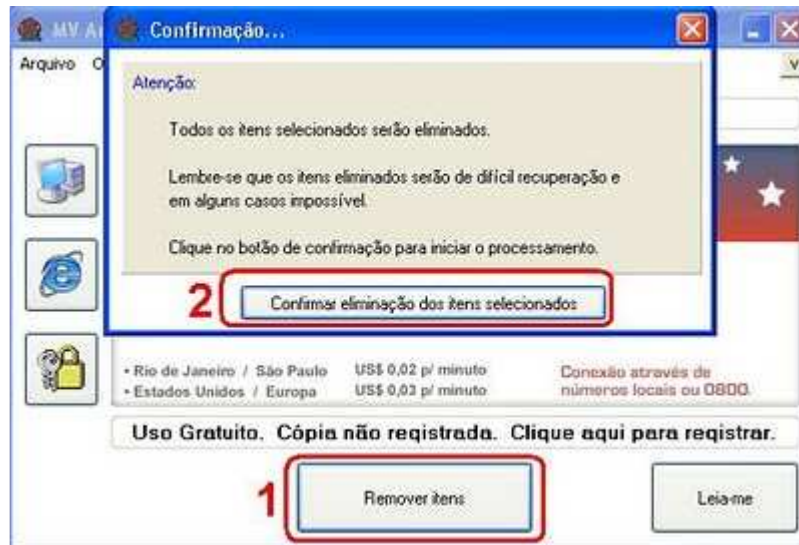 MV A
Confirmação...
Arquivo O
V
Atenção:
Todos os itens selecionados serão eliminados.
Lembre-se que os itens eliminados serão de difícil recuperação e
em alguns casos impossível.
Clique no botão de confirmação para iniciar o processamento.
2
Confirmar eliminação dos itens selecionados
• Rio de Janeiro / São Paulo US$ 0,02 p/ minuto
• Estados Unidos / Europa US$ 0,03 p/ minuto
Conexão através de
números locais ou 0800.
Uso Gratuito. Cópia não registrada. Clique aqui para registrar.
1
Remover itens
Leia-me